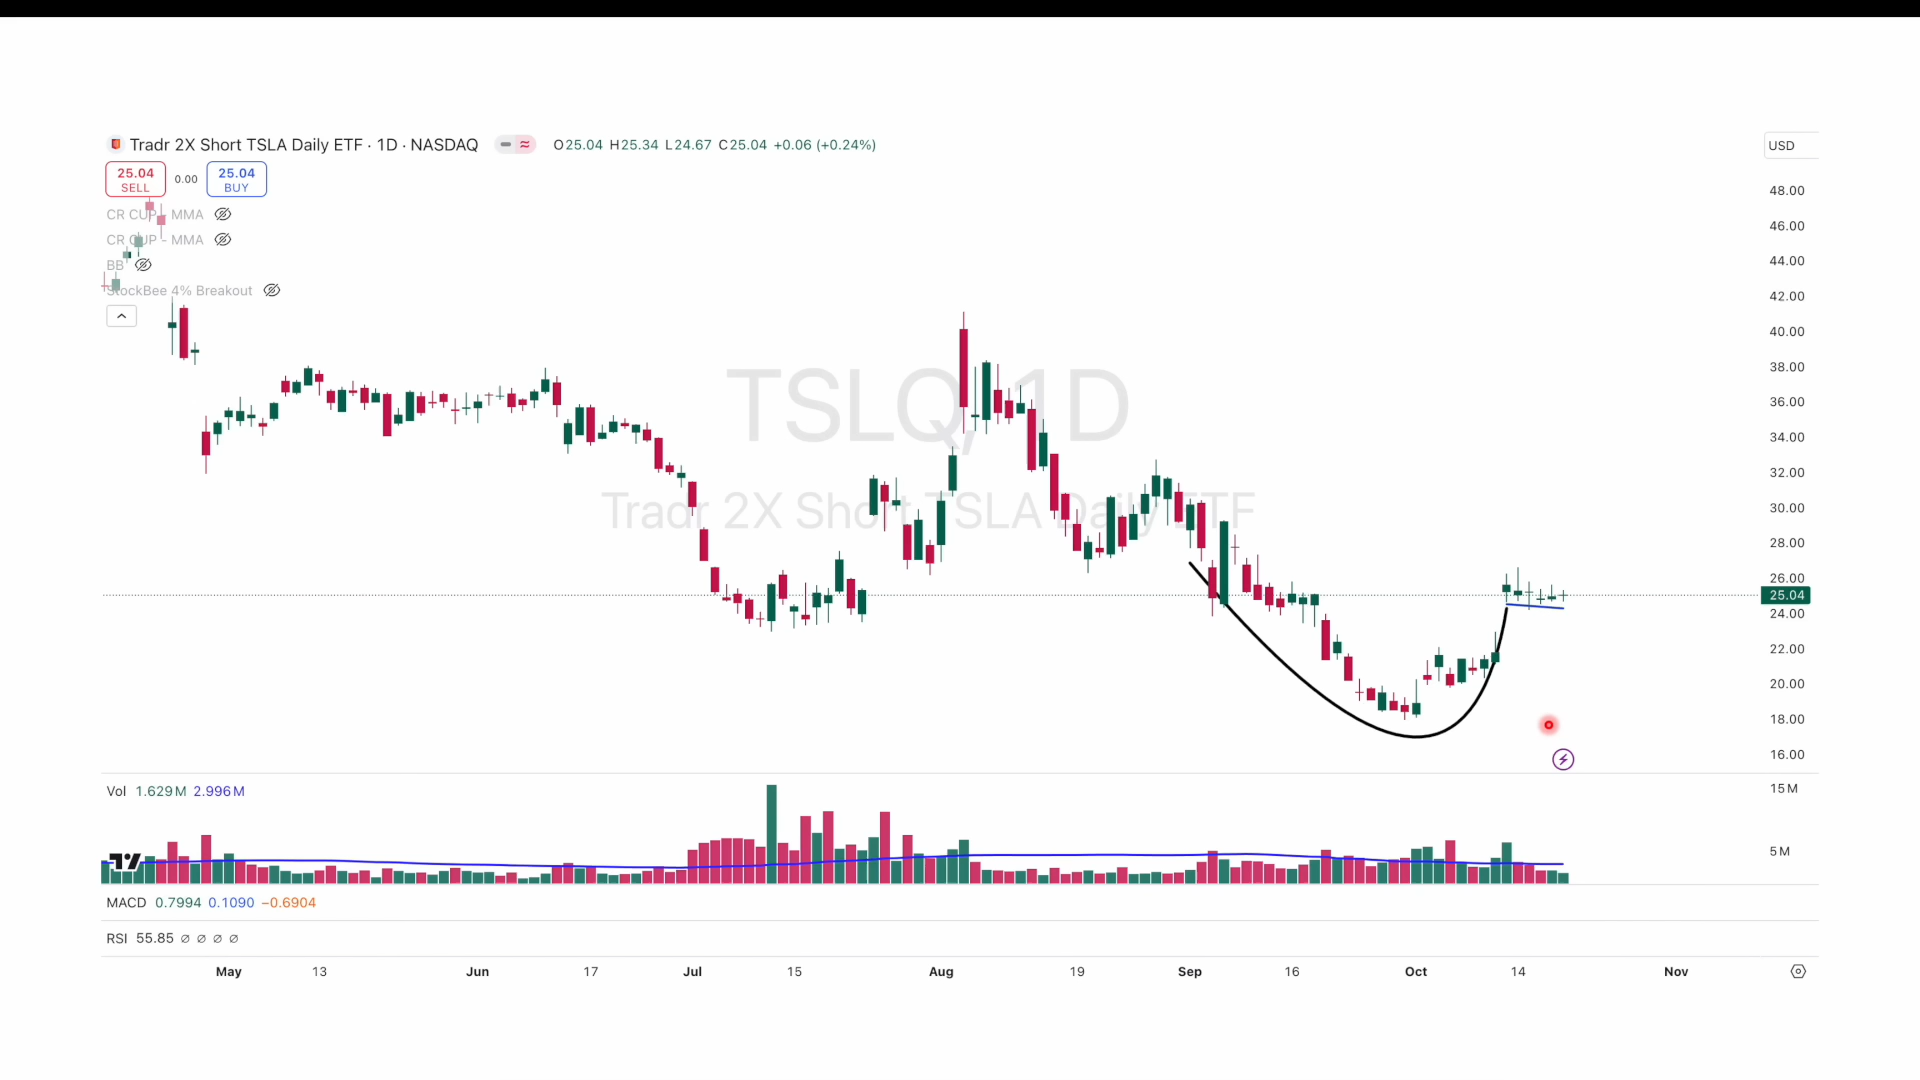 Tradr 2X Short TSLA Daily ETF · 1D · NASDAQ
O25.04 H25.34 L24.67 C25.04 +0.06 (+0.24%)
USD
25.04
SELL
0.00
25.04
BUY
CR CUP - MMA
CR CUP - MMA
BB
StockBee 4% Breakout
TSLQ, 1D
Tradr 2X Short TSLA Daily ETF
48.00
46.00
44.00
42.00
40.00
38.00
36.00
34.00
32.00
30.00
28.00
26.00
25.04
24.00
22.00
20.00
18.00
16.00
Vol 1.629M 2.996M
15M
5M
MACD 0.7994 0.1090 −0.6904
RSI 55.85 ∅ ∅ ∅ ∅
May 13 Jun 17 Jul 15 Aug 19 Sep 16 Oct 14 Nov